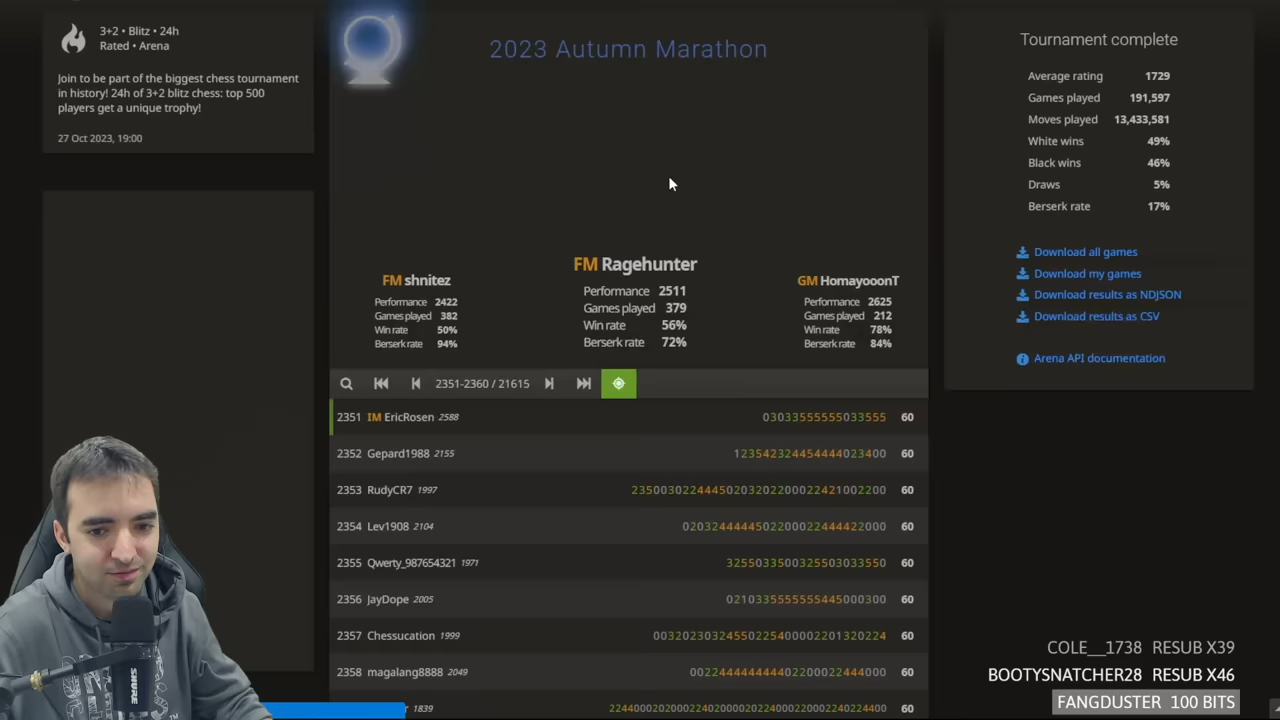 3+2 • Blitz • 24h
Rated • Arena
Join to be part of the biggest chess tournament
in history! 24h of 3+2 blitz chess: top 500
players get a unique trophy!
27 Oct 2023, 19:00
2023 Autumn Marathon
FM shnitez
Performance 2422
Games played 382
Win rate 50%
Berserk rate 94%
FM Ragehunter
Performance 2511
Games played 379
Win rate 56%
Berserk rate 72%
GM HomayooonT
Performance 2625
Games played 212
Win rate 78%
Berserk rate 84%
2351-2360 / 21615
2351 IM EricRosen 2588 03033555555033555 60
2352 Gepard1988 2155 123542324454444023400 60
2353 RudyCR7 1997 235003022444502032022000224210022​00 60
2354 Lev1908 2104 0203244444502200022444422000 60
2355 Qwerty_987654321 1971 3255033500325503033550 60
2356 JayDope 2005 0210335555555445000300 60
2357 Chessucation 1999 00320230324550225400002201320224 60
2358 magalang8888 2049 002244444444402200022444000 60
r 1839 60
Tournament complete
Average rating 1729
Games played 191,597
Moves played 13,433,581
White wins 49%
Black wins 46%
Draws 5%
Berserk rate 17%
Download all games
Download my games
Download results as NDJSON
Download results as CSV
Arena API documentation
COLE__1738 RESUB X39
BOOTYSNATCHER28 RESUB X46
FANGDUSTER 100 BITS
SHURE